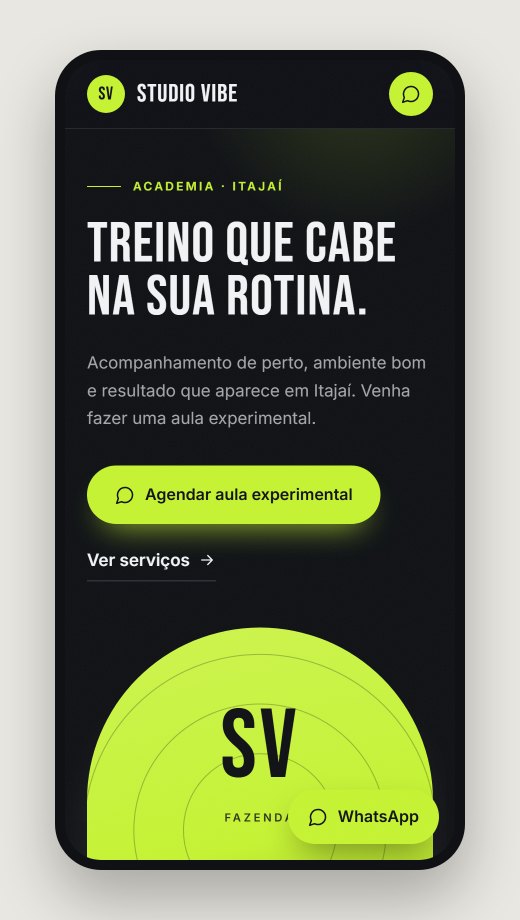 SV STUDIO VIBE
ACADEMIA · ITAJAÍ
TREINO QUE CABE
NA SUA ROTINA.
Acompanhamento de perto, ambiente bom
e resultado que aparece em Itajaí. Venha
fazer uma aula experimental.
Agendar aula experimental
Ver serviços →
SV
FAZENDA
WhatsApp